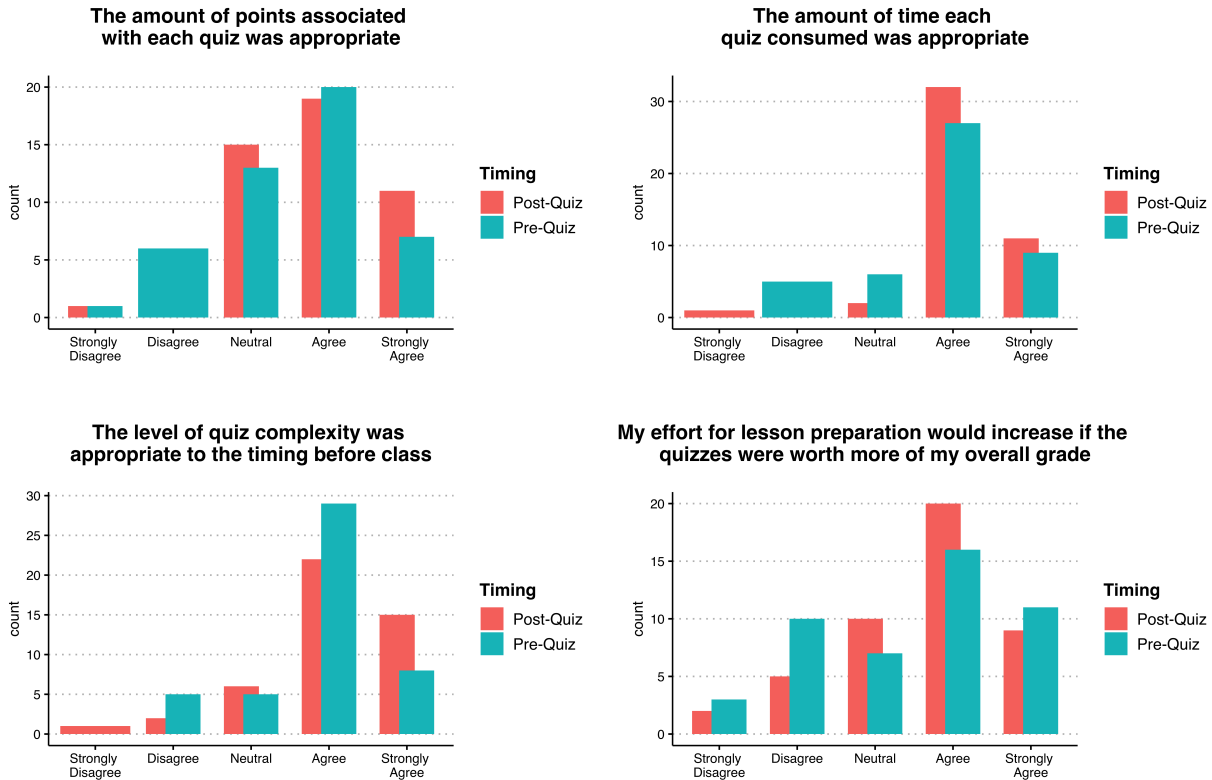 The amount of points associated
with each quiz was appropriate
20
15
10
5
0
count
Strongly
Disagree
Disagree
Neutral
Agree
Strongly
Agree
Timing
Post-Quiz
Pre-Quiz
The amount of time each
quiz consumed was appropriate
30
20
10
0
count
Strongly
Disagree
Disagree
Neutral
Agree
Strongly
Agree
Timing
Post-Quiz
Pre-Quiz
The level of quiz complexity was
appropriate to the timing before class
30
25
20
15
10
5
0
count
Strongly
Disagree
Disagree
Neutral
Agree
Strongly
Agree
Timing
Post-Quiz
Pre-Quiz
My effort for lesson preparation would increase if the
quizzes were worth more of my overall grade
20
15
10
5
0
count
Strongly
Disagree
Disagree
Neutral
Agree
Strongly
Agree
Timing
Post-Quiz
Pre-Quiz